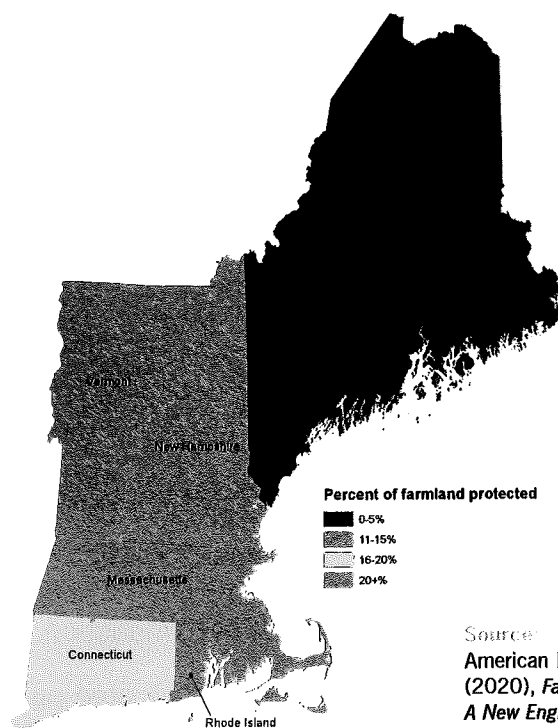 Vermont
New Hampshire
Percent of farmland protected
0-5%
11-15%
16-20%
20+%
Massachusetts
Connecticut
Rhode Island
Source:
American
(2020), Fa
A New Eng